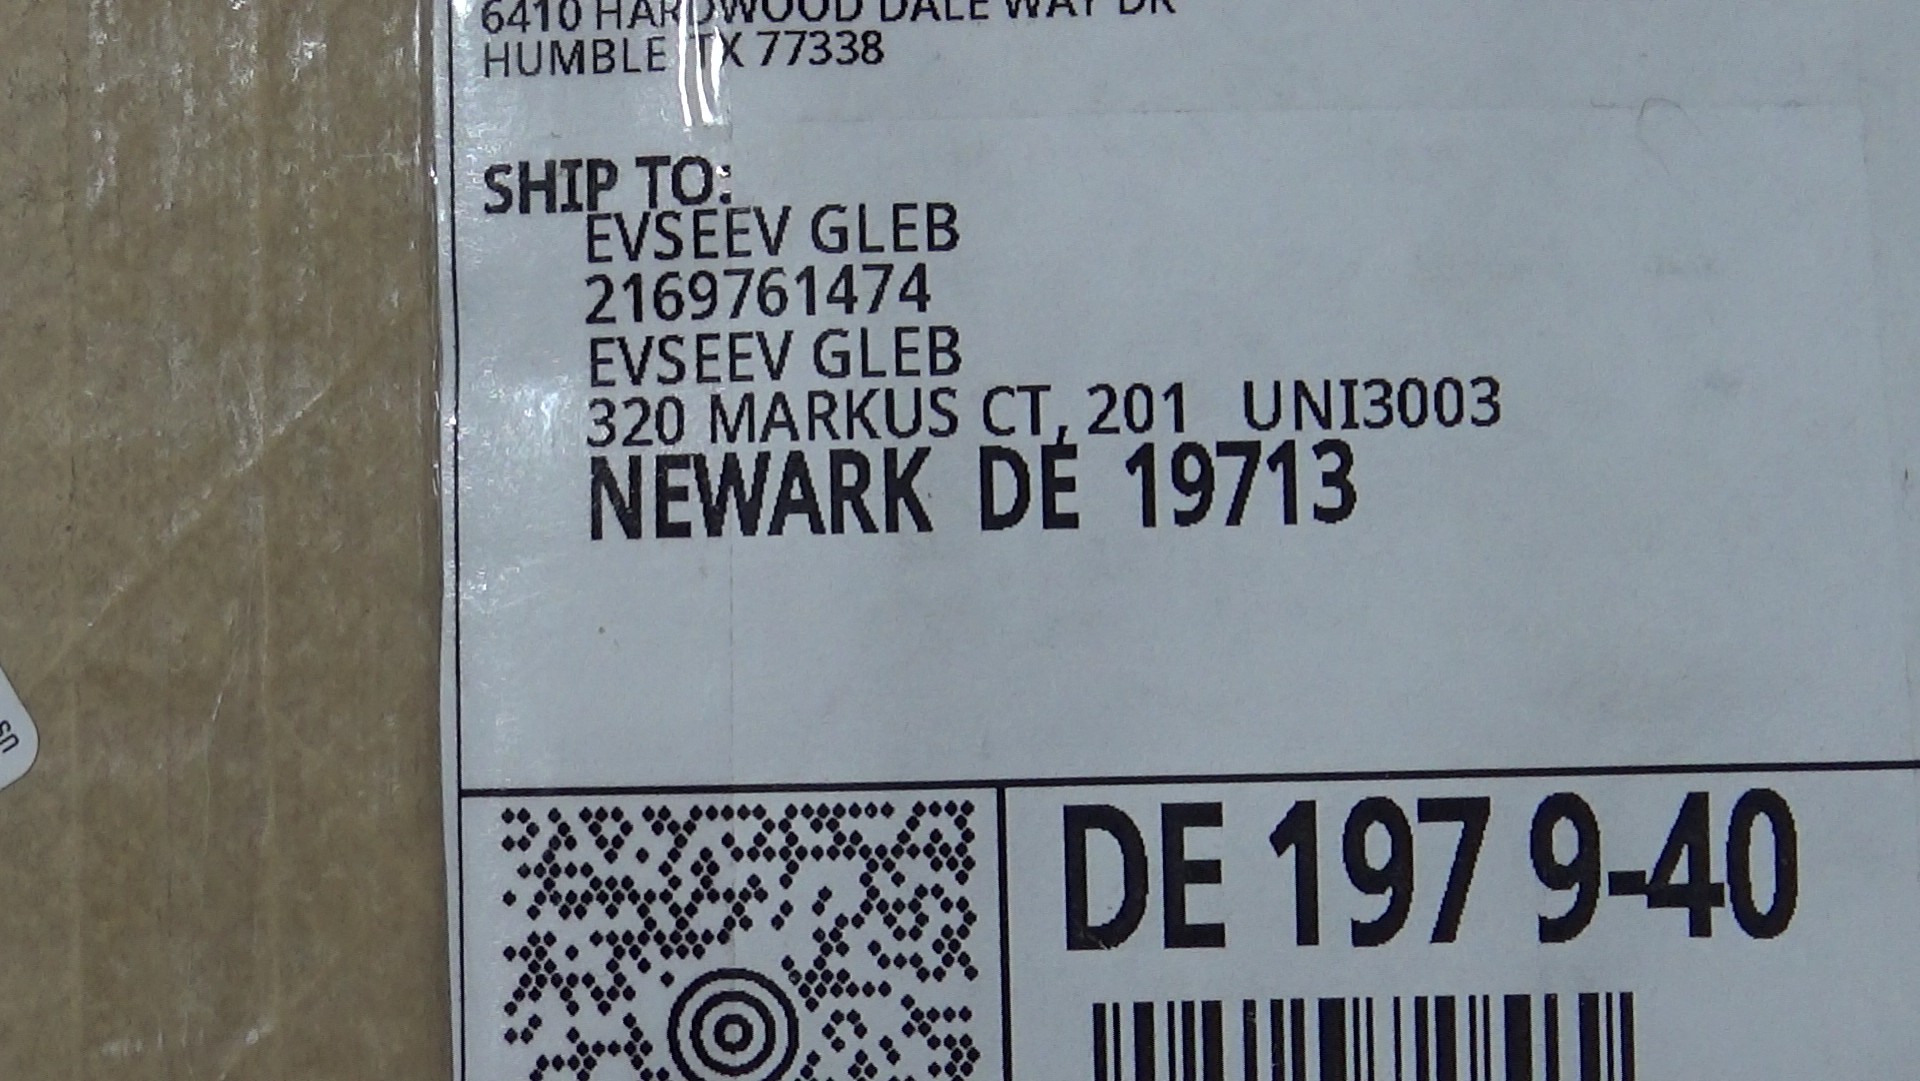 6410 HARDWOOD DALE WAY DR
HUMBLE TX 77338
SHIP TO:
EVSEEV GLEB
2169761474
EVSEEV GLEB
320 MARKUS CT, 201 UNI3003
NEWARK DE 19713
DE 197 9-40
US